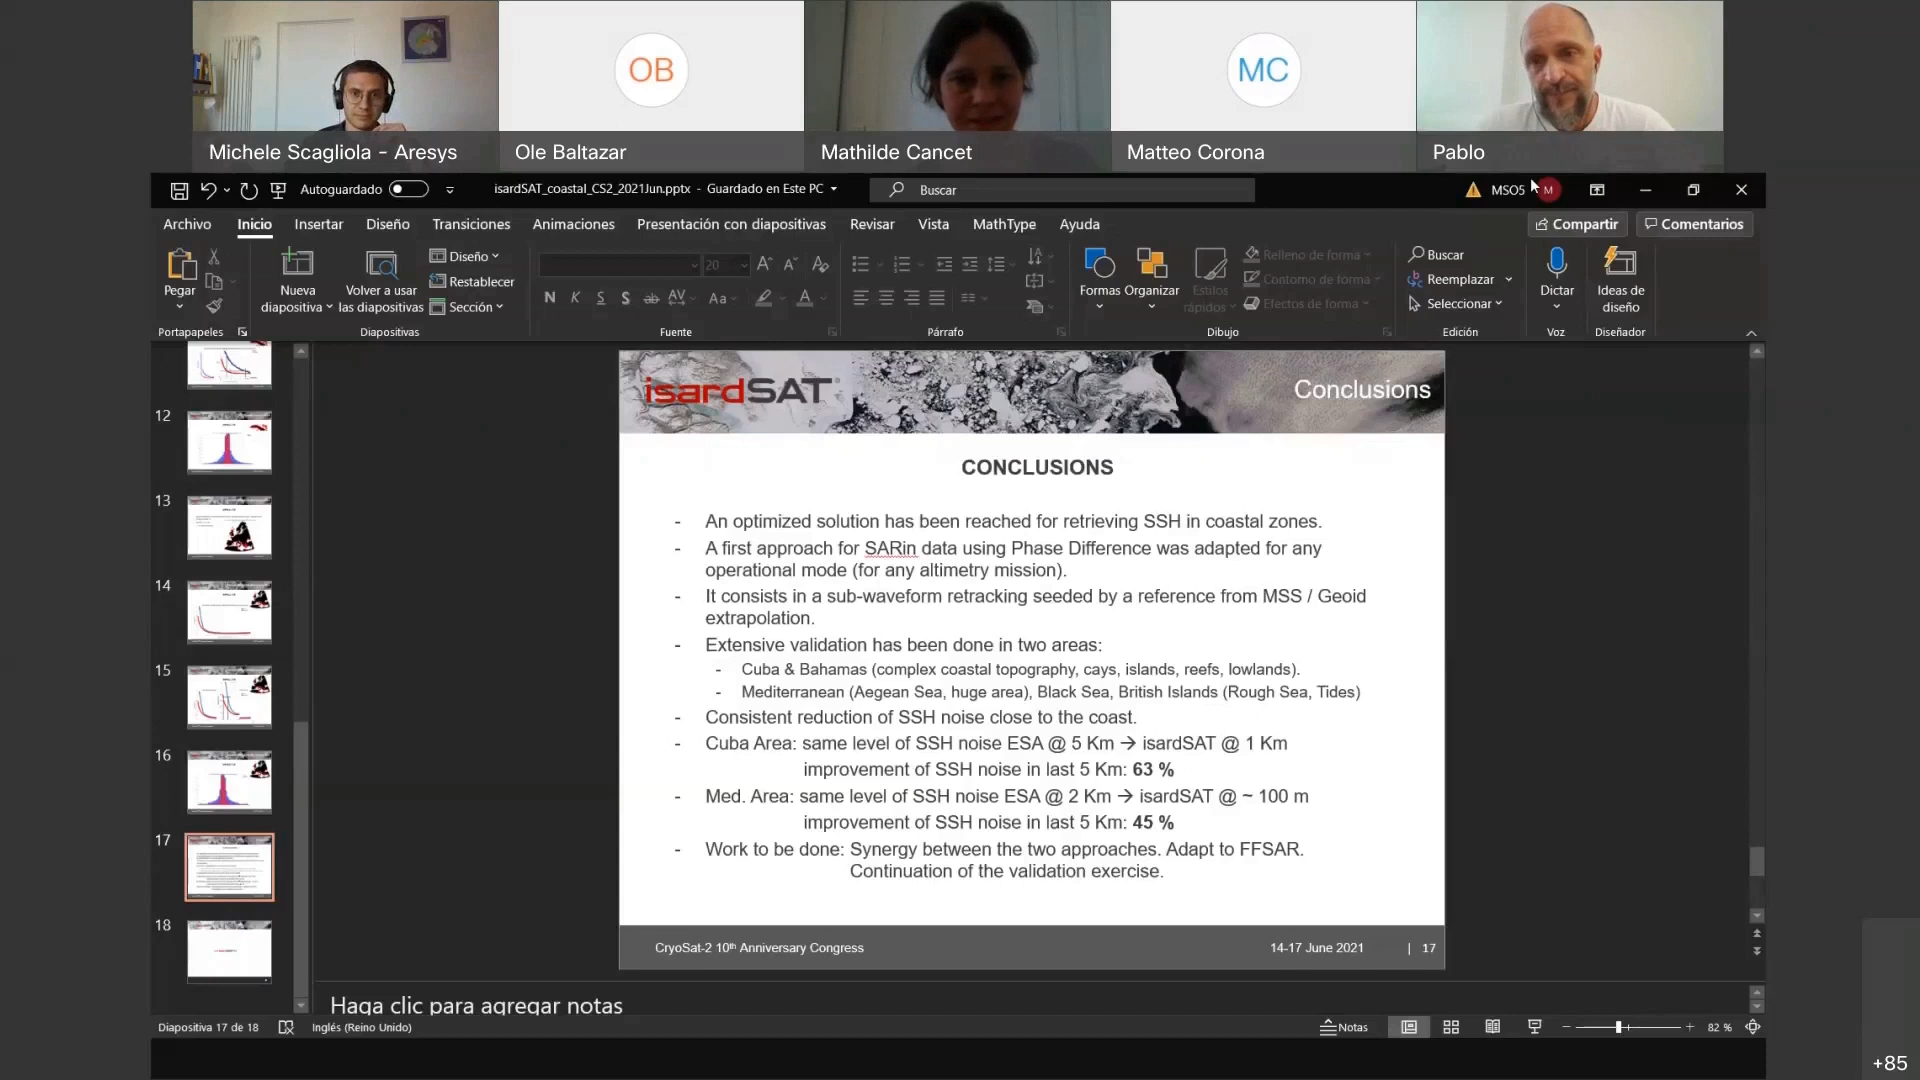 OB
MC
Michele Scagliola - Aresys
Ole Baltazar
Mathilde Cancet
Matteo Corona
Pablo
Autoguardado
isardSAT_coastal_CS2_2021Jun.pptx - Guardado en Este PC
Buscar
MSO5
M
Archivo
Inicio
Insertar
Diseño
Transiciones
Animaciones
Presentación con diapositivas
Revisar
Vista
MathType
Ayuda
Compartir
Comentarios
Pegar
Nueva
diapositiva
Volver a usar
las diapositivas
Diseño
Restablecer
Sección
20
N K S S ab AV Aa A
Formas
Organizar
Estilos
rápidos
Relleno de forma
Contorno de forma
Efectos de forma
Buscar
Reemplazar
Seleccionar
Dictar
Ideas de
diseño
Portapapeles
Diapositivas
Fuente
Párrafo
Dibujo
Edición
Voz
Diseñador
12
13
14
15
16
17
18
isardSAT
Conclusions
CONCLUSIONS
- An optimized solution has been reached for retrieving SSH in coastal zones.
- A first approach for SARin data using Phase Difference was adapted for any
operational mode (for any altimetry mission).
- It consists in a sub-waveform retracking seeded by a reference from MSS / Geoid
extrapolation.
- Extensive validation has been done in two areas:
- Cuba & Bahamas (complex coastal topography, cays, islands, reefs, lowlands).
- Mediterranean (Aegean Sea, huge area), Black Sea, British Islands (Rough Sea, Tides)
- Consistent reduction of SSH noise close to the coast.
- Cuba Area: same level of SSH noise ESA @ 5 Km → isardSAT @ 1 Km
improvement of SSH noise in last 5 Km: 63 %
- Med. Area: same level of SSH noise ESA @ 2 Km → isardSAT @ ~ 100 m
improvement of SSH noise in last 5 Km: 45 %
- Work to be done: Synergy between the two approaches. Adapt to FFSAR.
Continuation of the validation exercise.
CryoSat-2 10th Anniversary Congress
14-17 June 2021 | 17
Haga clic para agregar notas
Diapositiva 17 de 18
Inglés (Reino Unido)
Notas
82 %
+85